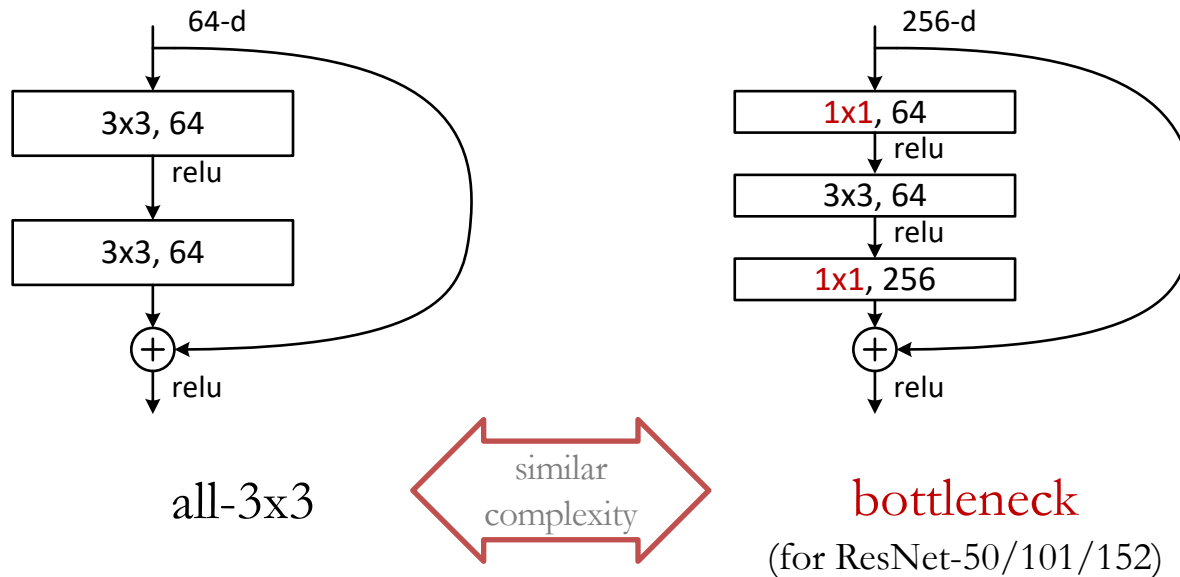 64-d
3x3, 64
relu
3x3, 64
+
relu
all-3x3
similar
complexity
256-d
1x1, 64
relu
3x3, 64
relu
1x1, 256
+
relu
bottleneck
(for ResNet-50/101/152)